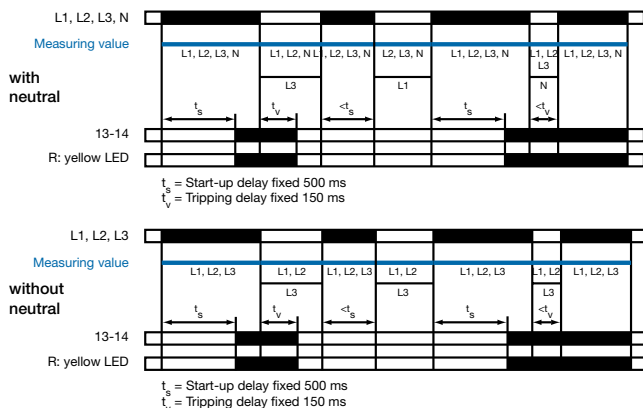 L1, L2, L3, N
Measuring value
L1, L2, L3, N L1, L2, N L1, L2, L3, N L2, L3, N L1, L2, L3, N L1, L2 L1, L2, L3, N
L3
with
neutral
L3 L1 N
ts tv <ts ts <tv
13-14
R: yellow LED
ts = Start-up delay fixed 500 ms
tv = Tripping delay fixed 150 ms
L1, L2, L3
Measuring value
L1, L2, L3 L1, L2 L1, L2, L3 L1, L2 L1, L2, L3 L1, L2 L1, L2, L3
without
neutral
L3 L3 L3
ts tv <ts ts <tv
13-14
R: yellow LED
ts = Start-up delay fixed 500 ms
tv = Tripping delay fixed 150 ms